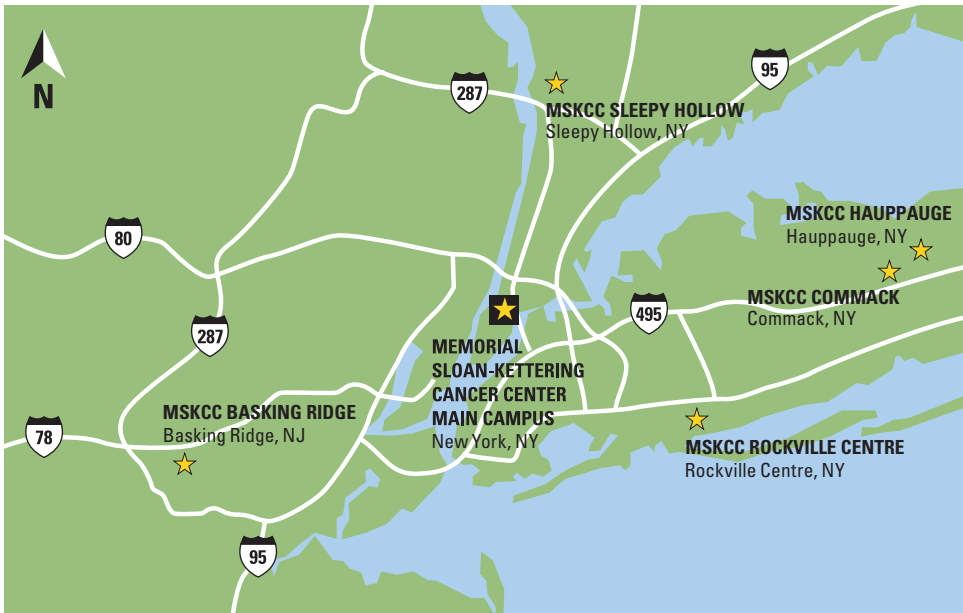 N
287
95
MSKCC SLEEPY HOLLOW
Sleepy Hollow, NY
80
MSKCC HAUPPAUGE
Hauppauge, NY
MSKCC COMMACK
Commack, NY
495
287
MEMORIAL
SLOAN-KETTERING
CANCER CENTER
MAIN CAMPUS
New York, NY
MSKCC BASKING RIDGE
Basking Ridge, NJ
78
MSKCC ROCKVILLE CENTRE
Rockville Centre, NY
95